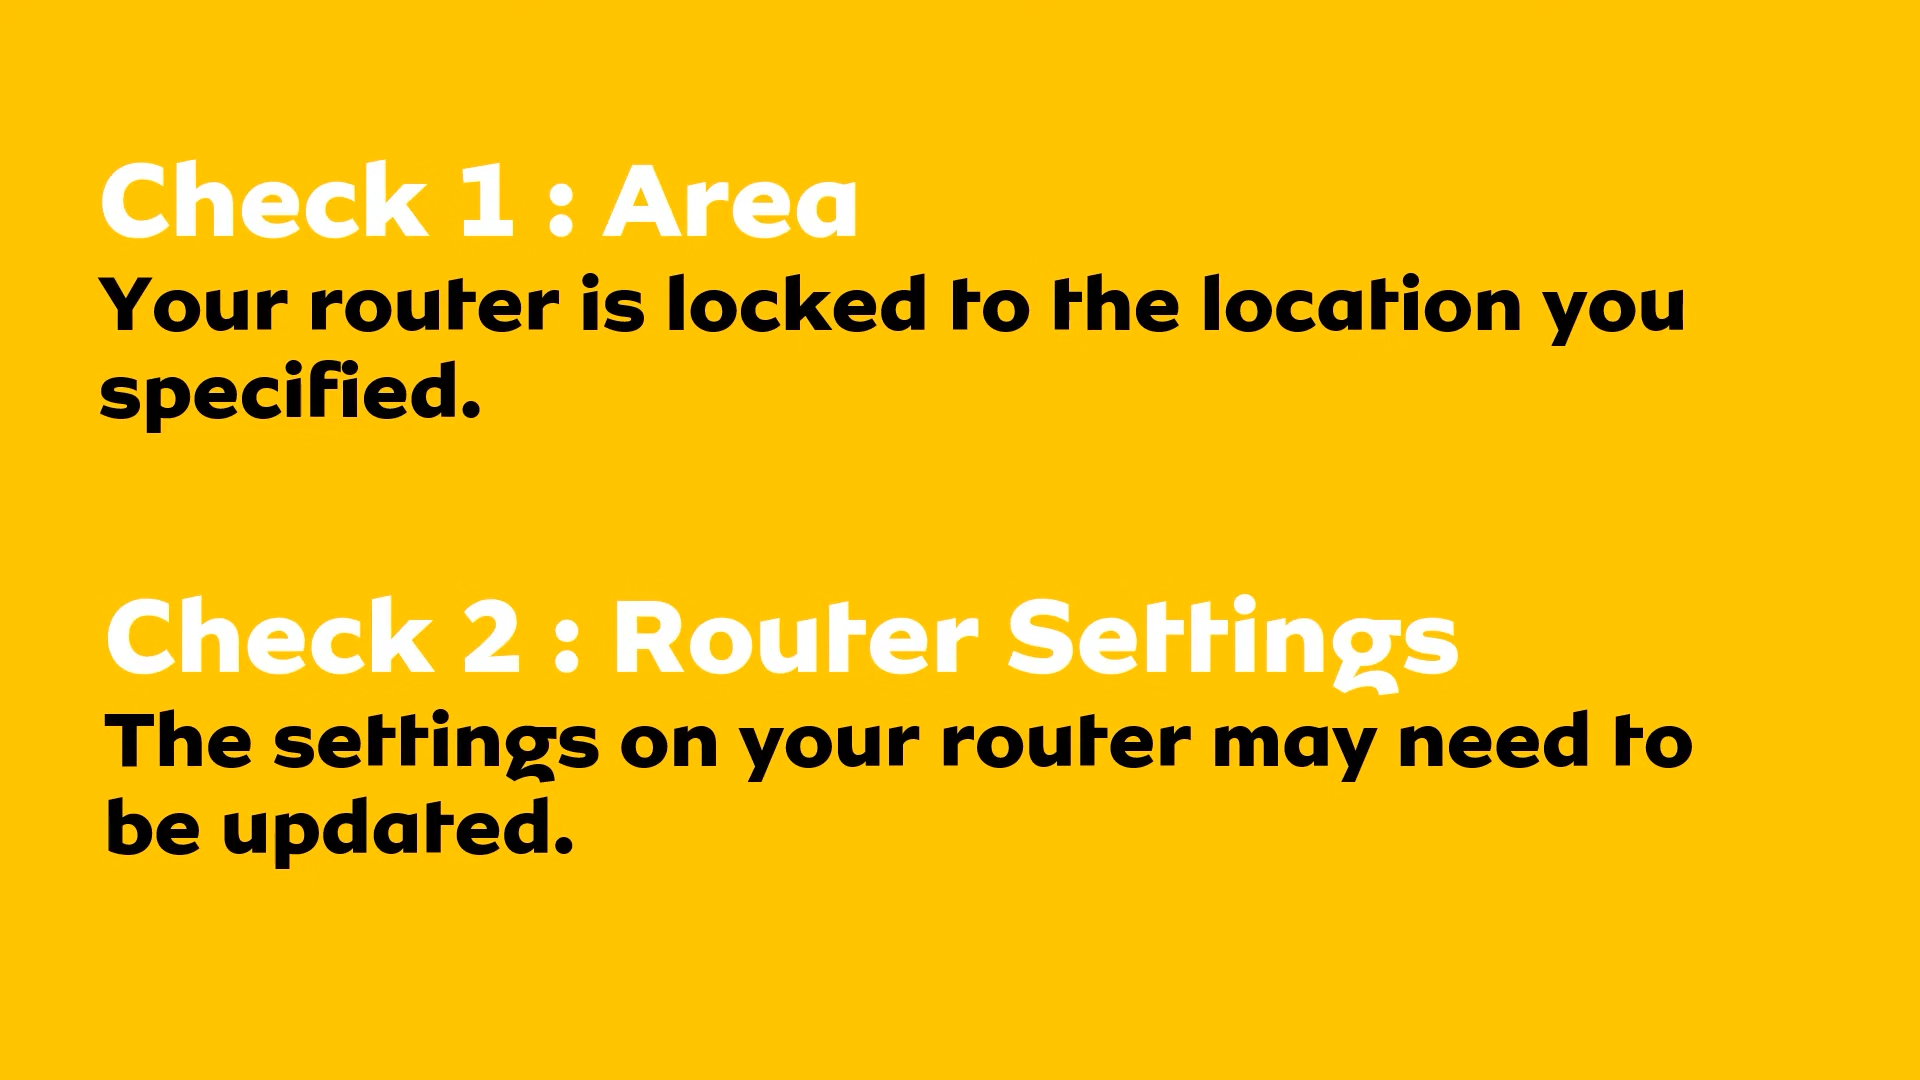 Check 1 : Area
Your router is locked to the location you
specified.
Check 2 : Router Settings
The settings on your router may need to
be updated.